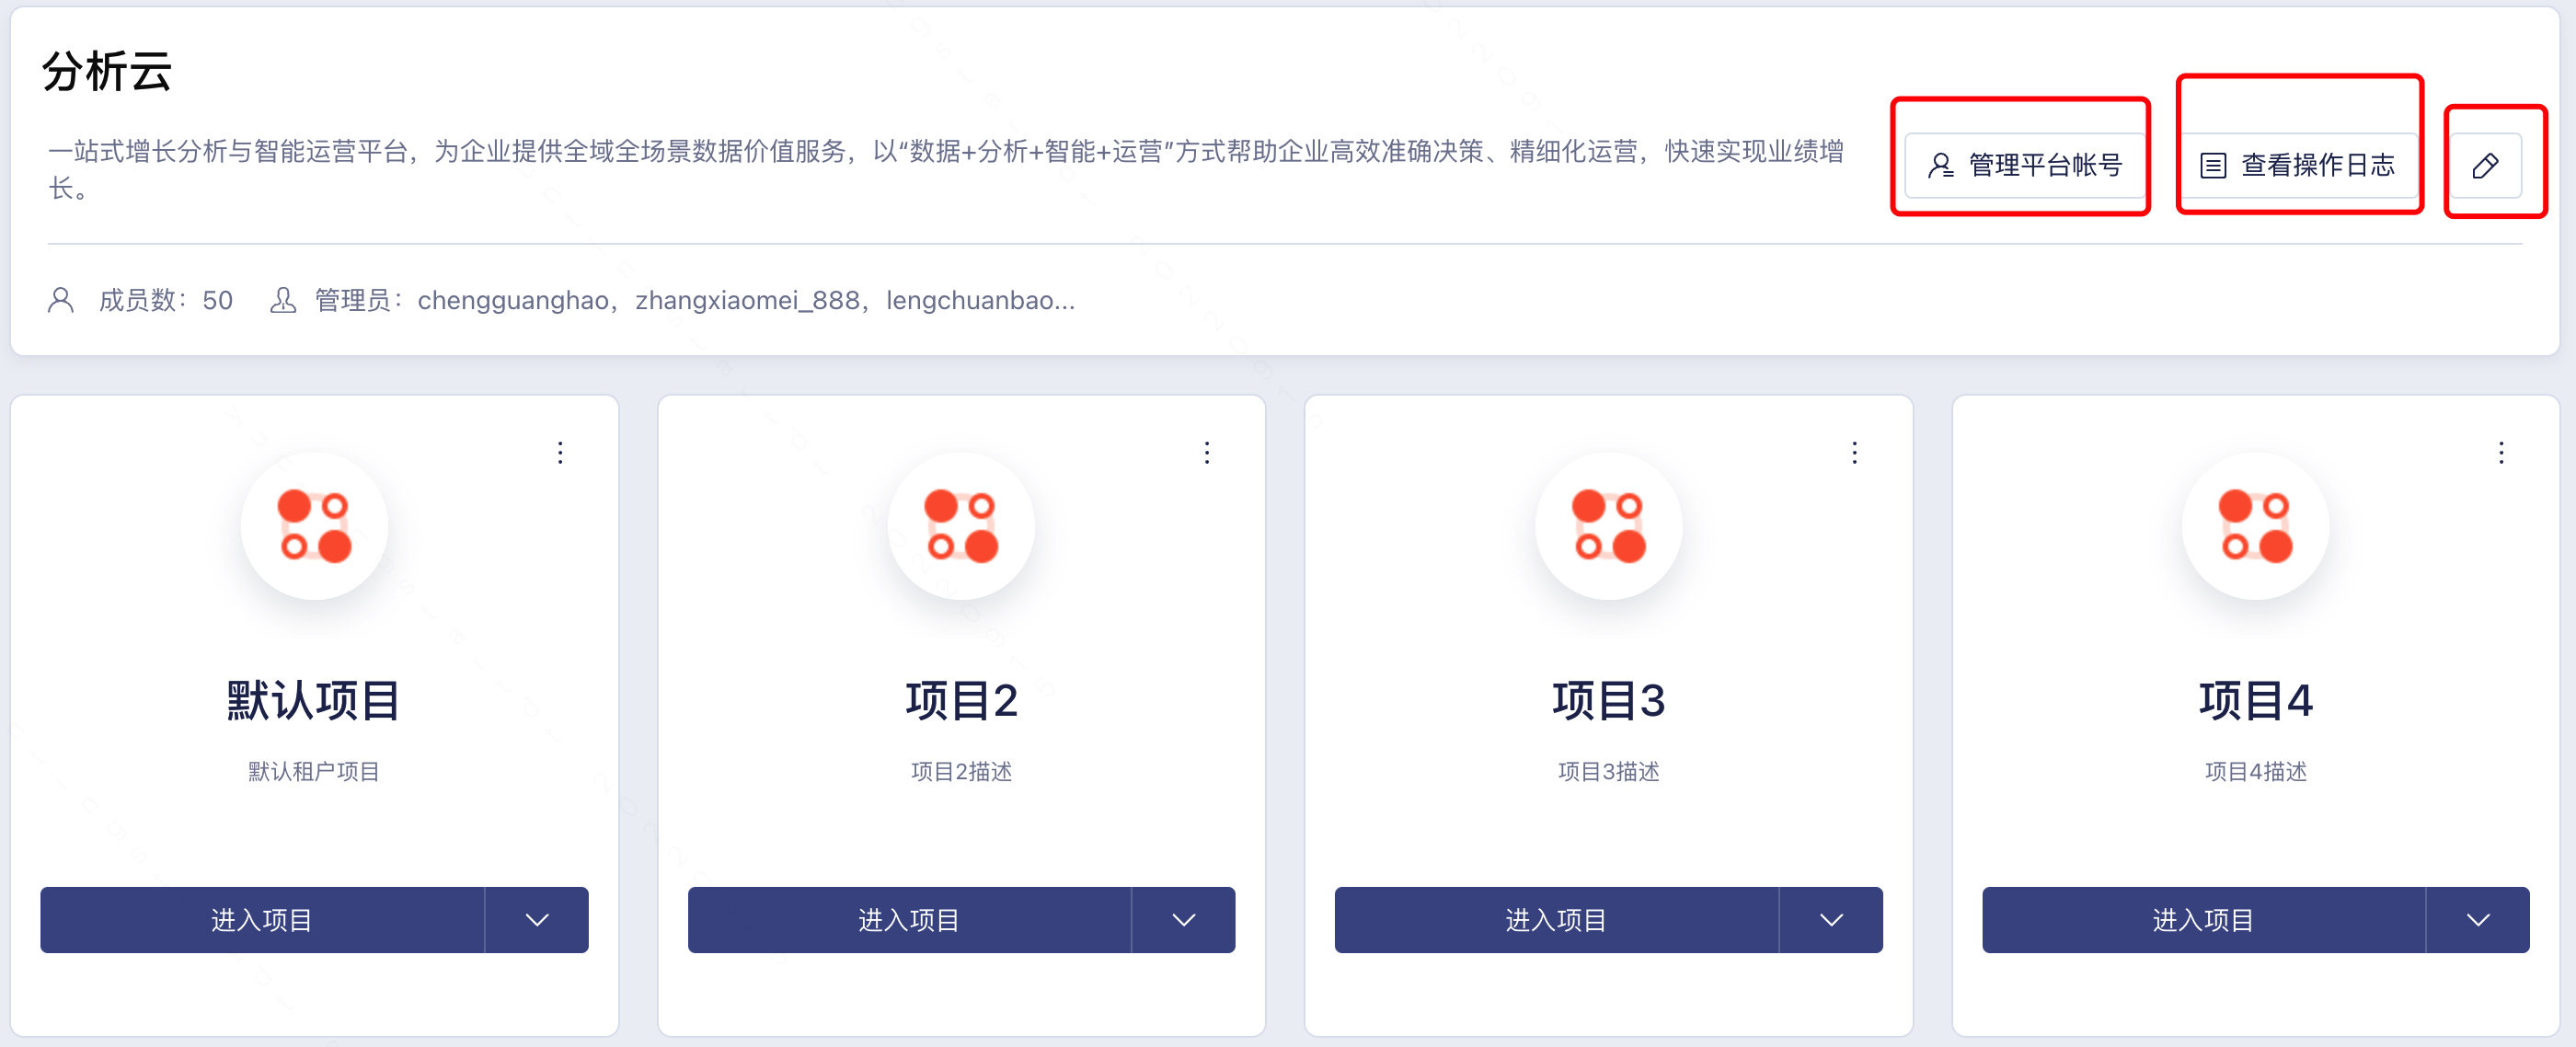 分析云
一站式增长分析与智能运营平台，为企业提供全域全场景数据价值服务，以“数据+分析+智能+运营”方式帮助企业高效准确决策、精细化运营，快速实现业绩增
长。
管理平台帐号
查看操作日志
成员数：50 管理员：chengguanghao，zhangxiaomei_888，lengchuanbao...
默认项目
默认租户项目
进入项目
项目2
项目2描述
进入项目
项目3
项目3描述
进入项目
项目4
项目4描述
进入项目